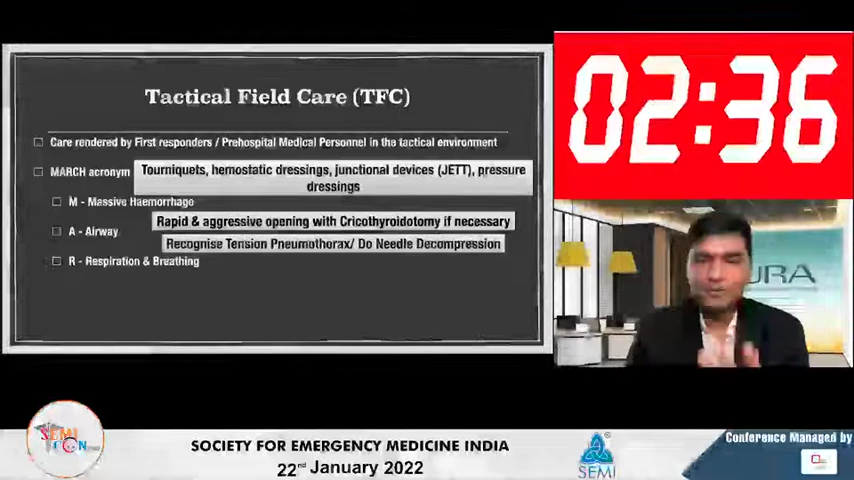 Tactical Field Care (TFC)
Care rendered by First responders / Prehospital Medical Personnel in the tactical environment
MARCH acronym
Tourniquets, hemostatic dressings, junctional devices (JETT), pressure
dressings
M - Massive Haemorrhage
Rapid & aggressive opening with Cricothyroidotomy if necessary
A - Airway
Recognise Tension Pneumothorax/ Do Needle Decompression
R - Respiration & Breathing
02:36
URA
SOCIETY FOR EMERGENCY MEDICINE INDIA
22nd January 2022
SEMI
Conference Managed by